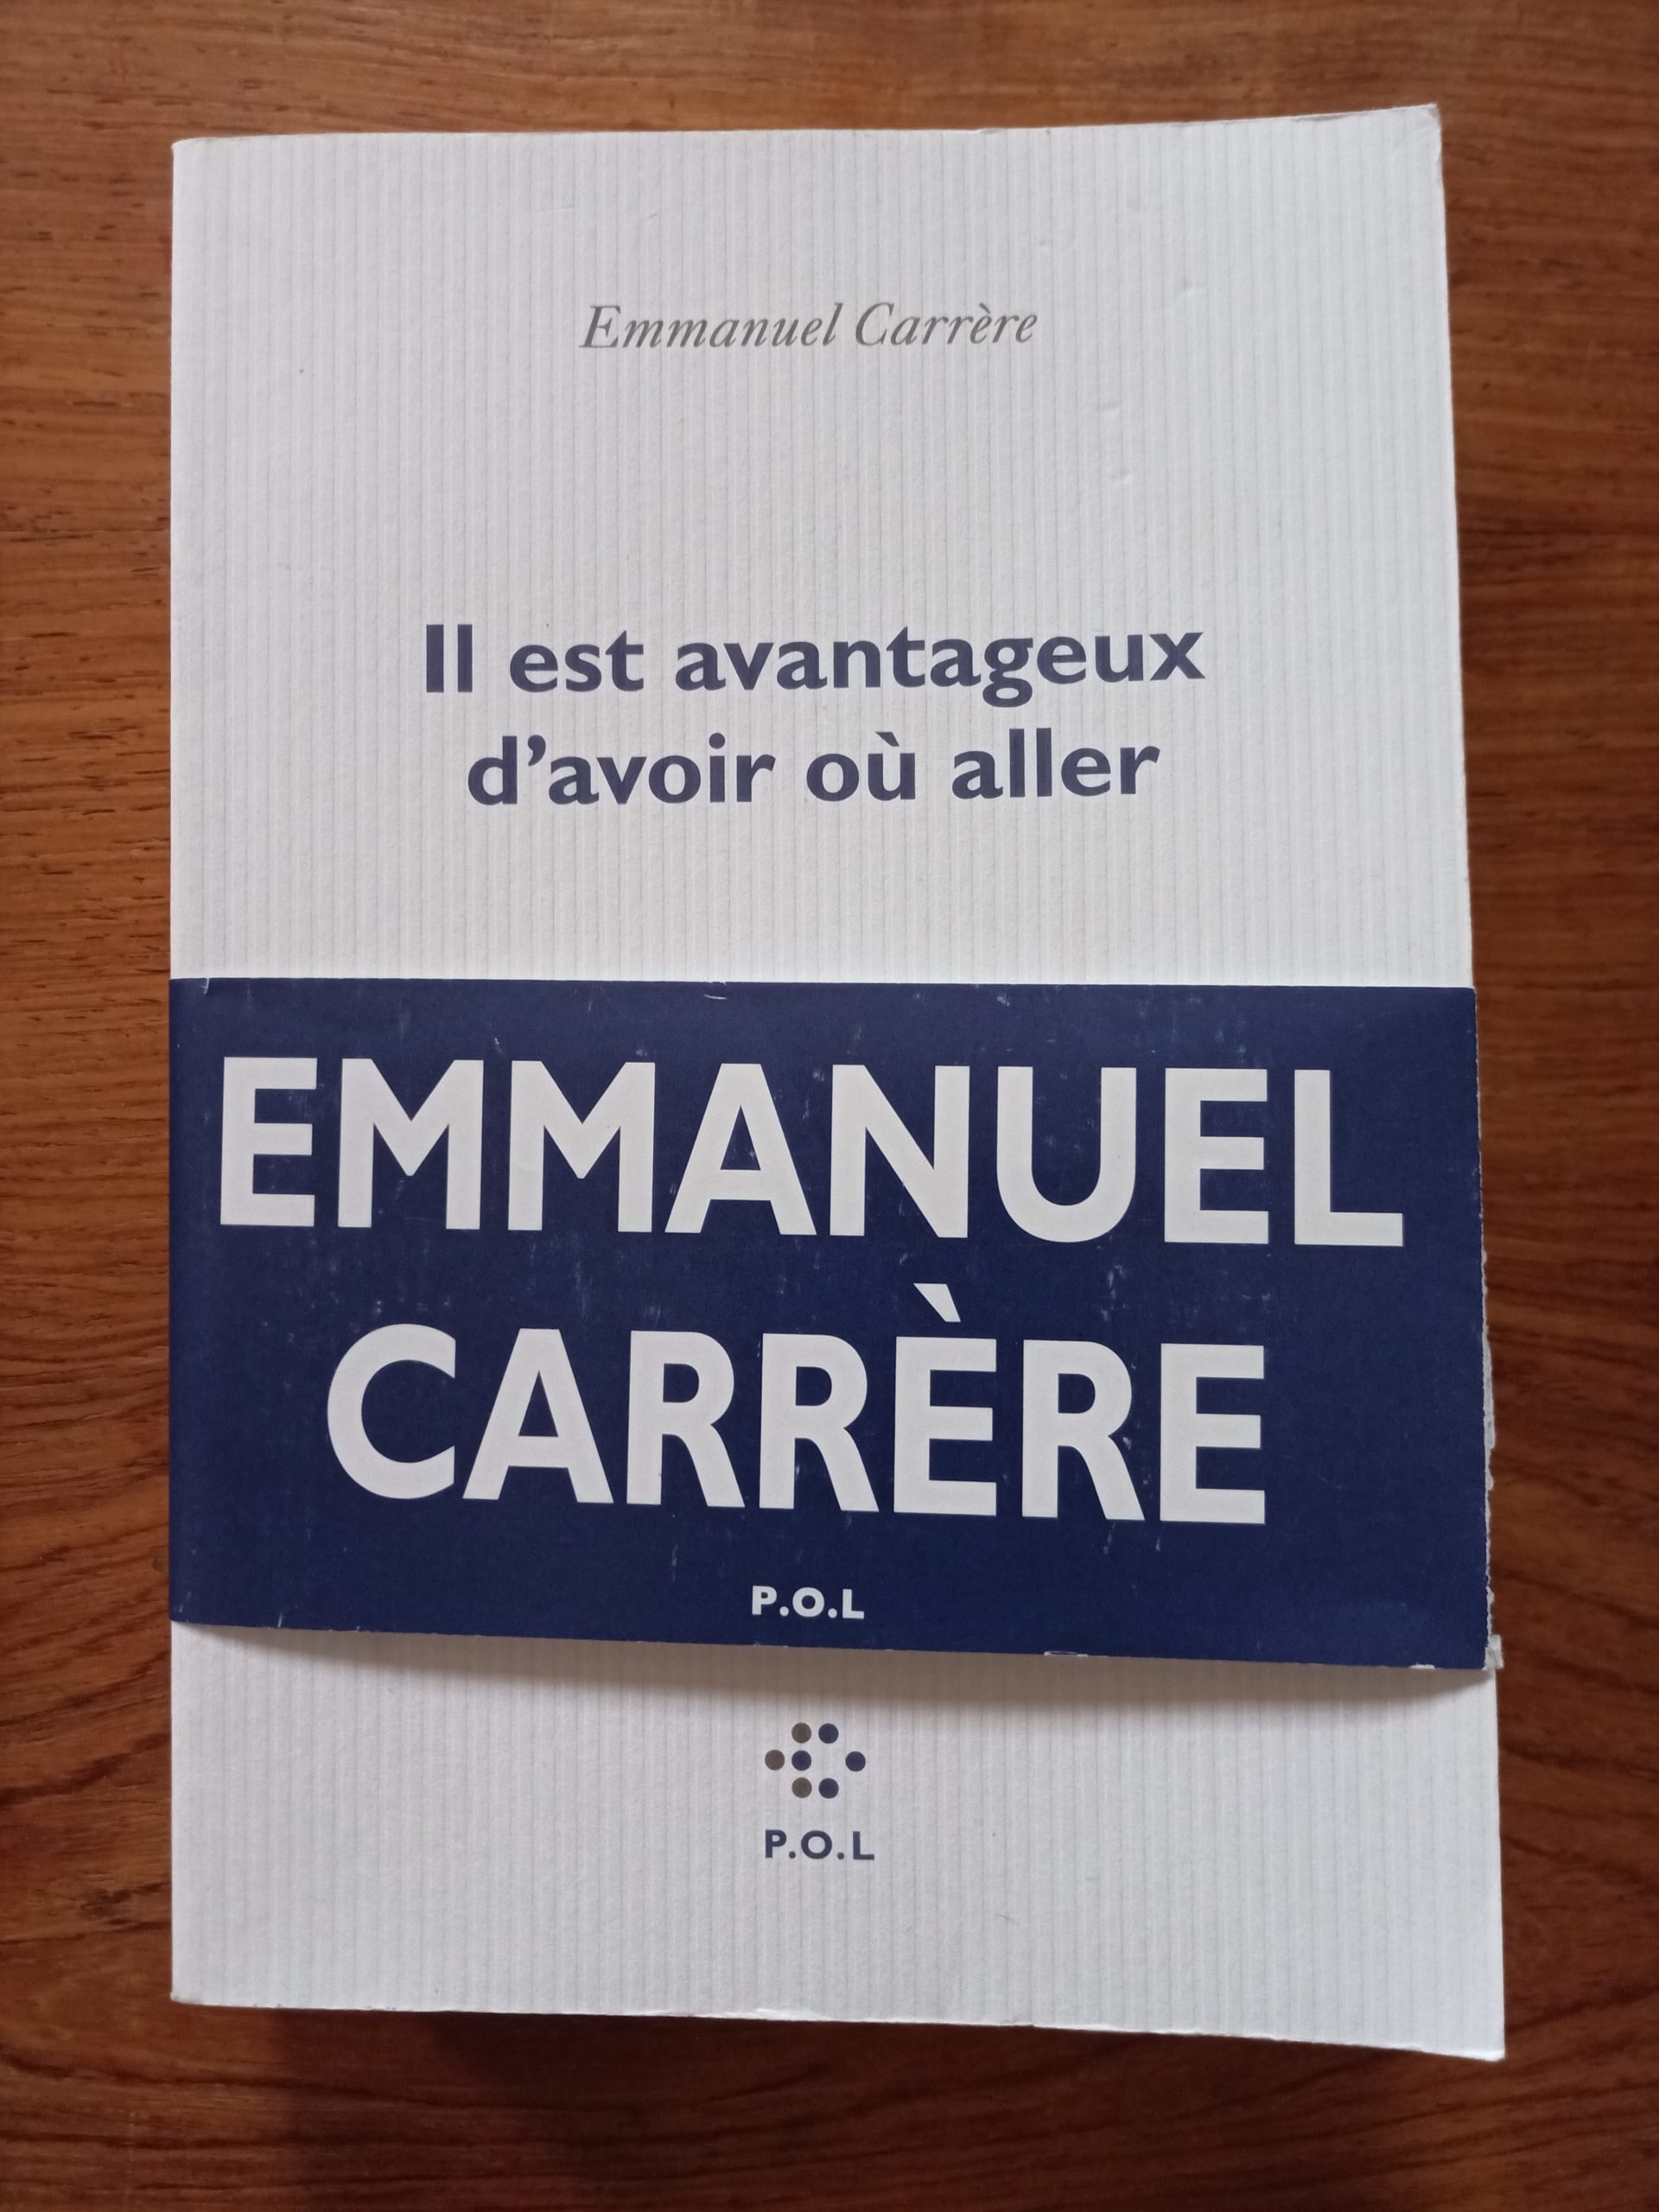 Emmanuel Carrère
Il est avantageux
d’avoir où aller
EMMANUEL
CARRÈRE
P.O.L
P.O.L